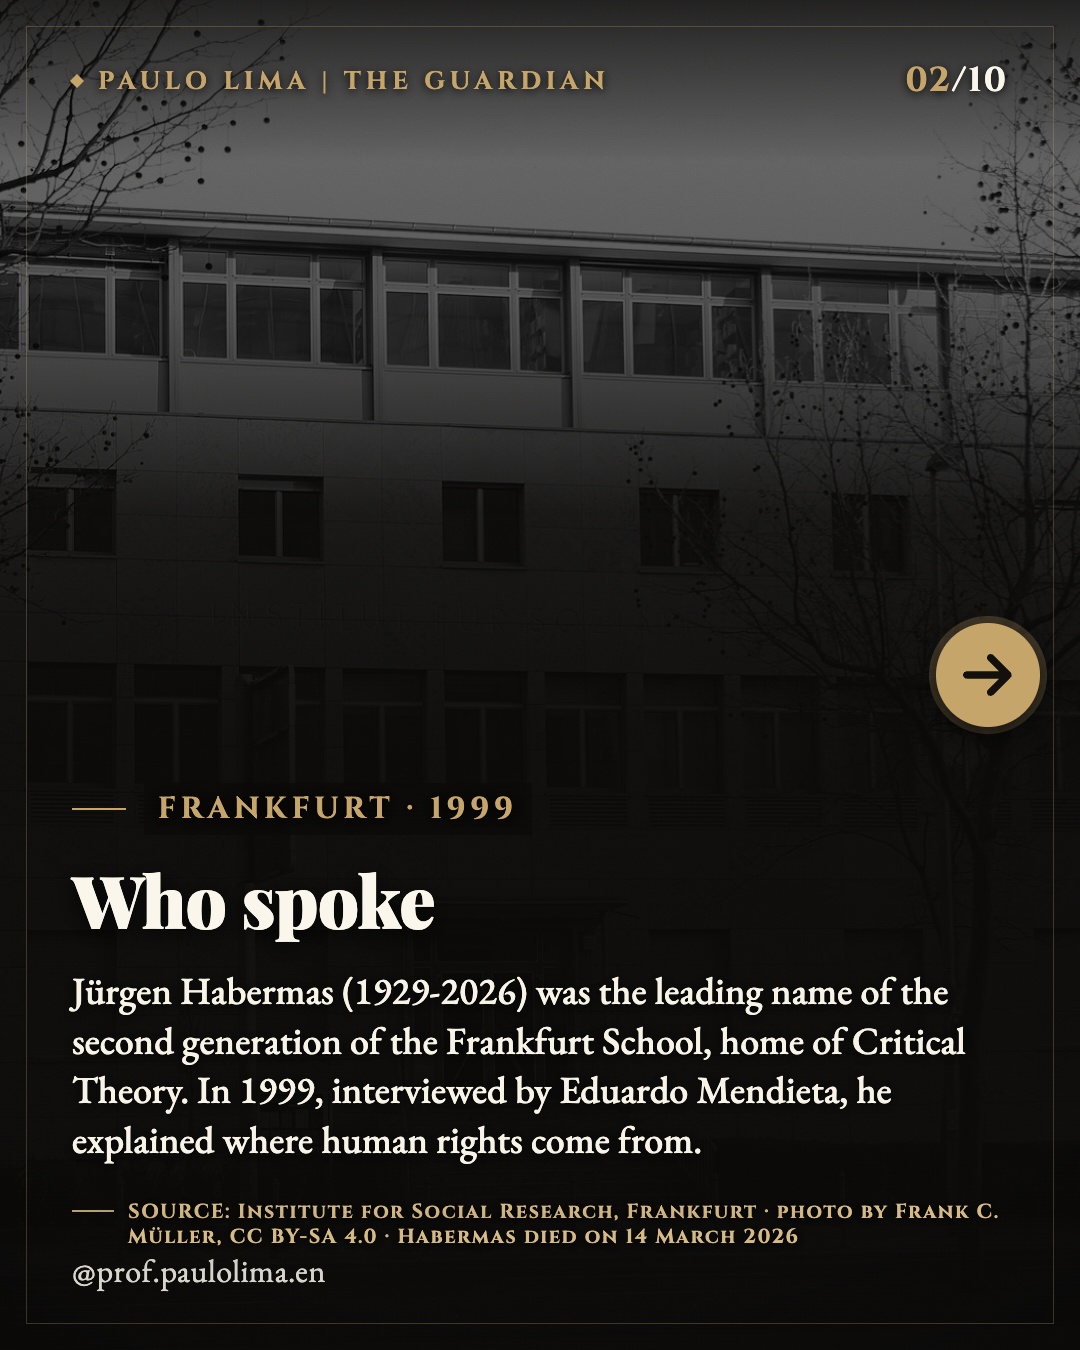 ◆ PAULO LIMA | THE GUARDIAN
02/10
FRANKFURT · 1999
Who spoke
Jürgen Habermas (1929-2026) was the leading name of the
second generation of the Frankfurt School, home of Critical
Theory. In 1999, interviewed by Eduardo Mendieta, he
explained where human rights come from.
SOURCE: Institute for Social Research, Frankfurt · photo by Frank C.
Müller, CC BY-SA 4.0 · Habermas died on 14 March 2026
@prof.paulolima.en